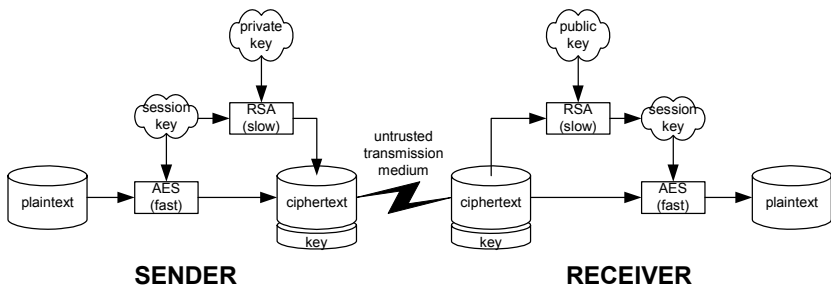 private
key
public
key
session
key
RSA
(slow)
RSA
(slow)
session
key
untrusted
transmission
medium
plaintext
AES
(fast)
ciphertext
key
ciphertext
key
AES
(fast)
plaintext
SENDER
RECEIVER